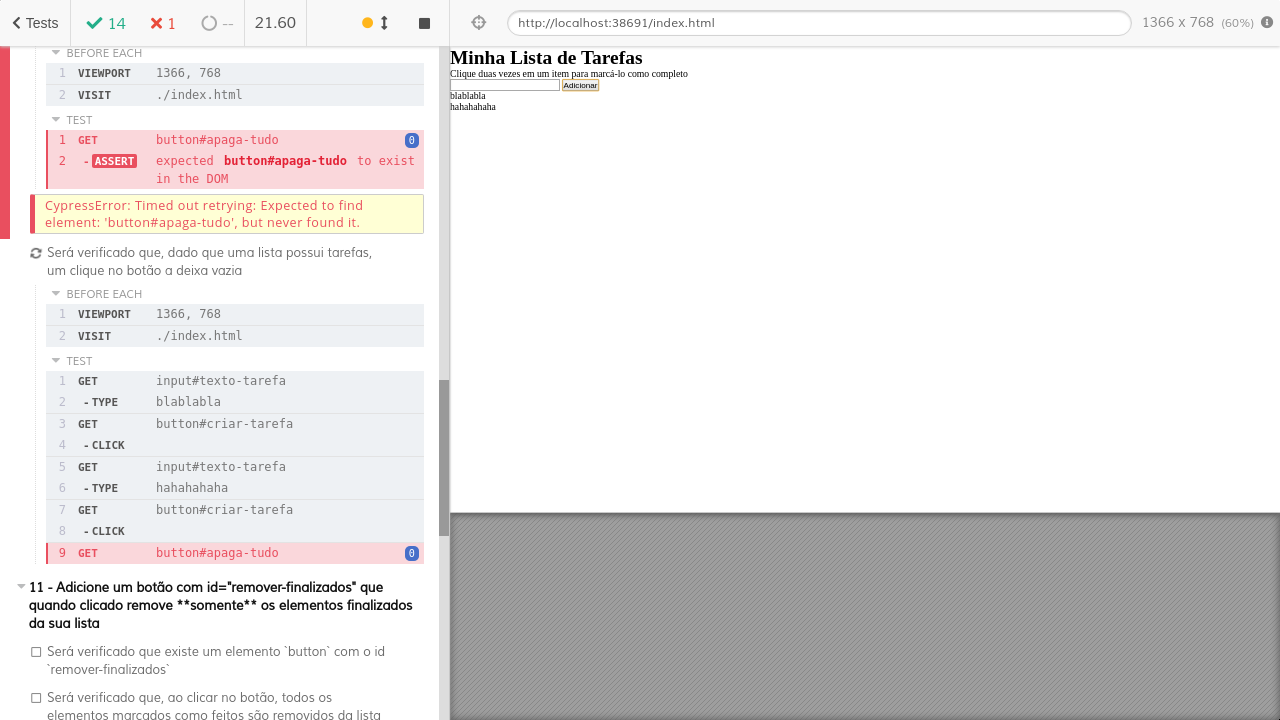 Tests
14
1
--
21.60
http://localhost:38691/index.html
1366 x 768 (60%)
BEFORE EACH
1 VIEWPORT 1366, 768
2 VISIT ./index.html
TEST
1 GET button#apaga-tudo 0
2 -ASSERT expected button#apaga-tudo to exist
in the DOM
CypressError: Timed out retrying: Expected to find
element: 'button#apaga-tudo', but never found it.
Será verificado que, dado que uma lista possui tarefas,
um clique no botão a deixa vazia
BEFORE EACH
1 VIEWPORT 1366, 768
2 VISIT ./index.html
TEST
1 GET input#texto-tarefa
2 -TYPE blablabla
3 GET button#criar-tarefa
4 -CLICK
5 GET input#texto-tarefa
6 -TYPE hahahahaha
7 GET button#criar-tarefa
8 -CLICK
9 GET button#apaga-tudo 0
11 - Adicione um botão com id="remover-finalizados" que
quando clicado remove **somente** os elementos finalizados
da sua lista
Será verificado que existe um elemento `button` com o id
`remover-finalizados`
Será verificado que, ao clicar no botão, todos os
elementos marcados como feitos são removidos da lista
Minha Lista de Tarefas
Clique duas vezes em um item para marcá-lo como completo
Adicionar
blablabla
hahahahaha